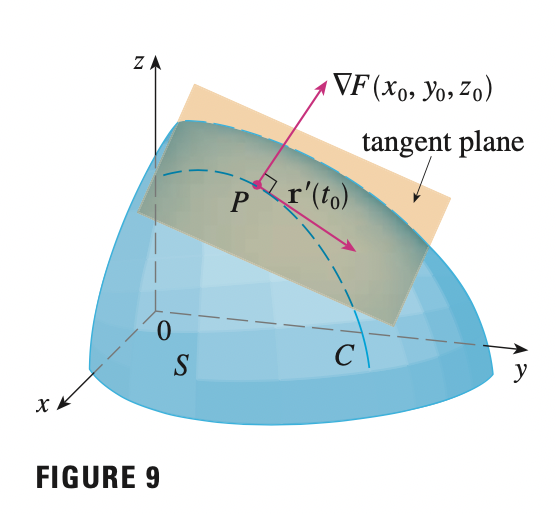 z
∇F(x₀, y₀, z₀)
tangent plane
P
r′(t₀)
0
S
C
x
y
FIGURE 9